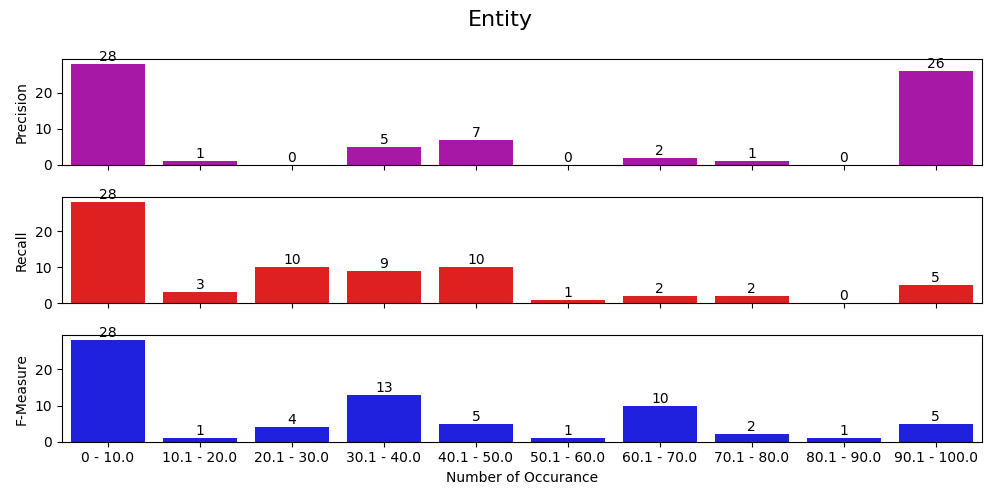 Entity
Precision
0 10 20
28 1 0 5 7 0 2 1 0 26
Recall
0 10 20
28 3 10 9 10 1 2 2 0 5
F-Measure
0 10 20
28 1 4 13 5 1 10 2 1 5
0 - 10.0 10.1 - 20.0 20.1 - 30.0 30.1 - 40.0 40.1 - 50.0 50.1 - 60.0 60.1 - 70.0 70.1 - 80.0 80.1 - 90.0 90.1 - 100.0
Number of Occurance